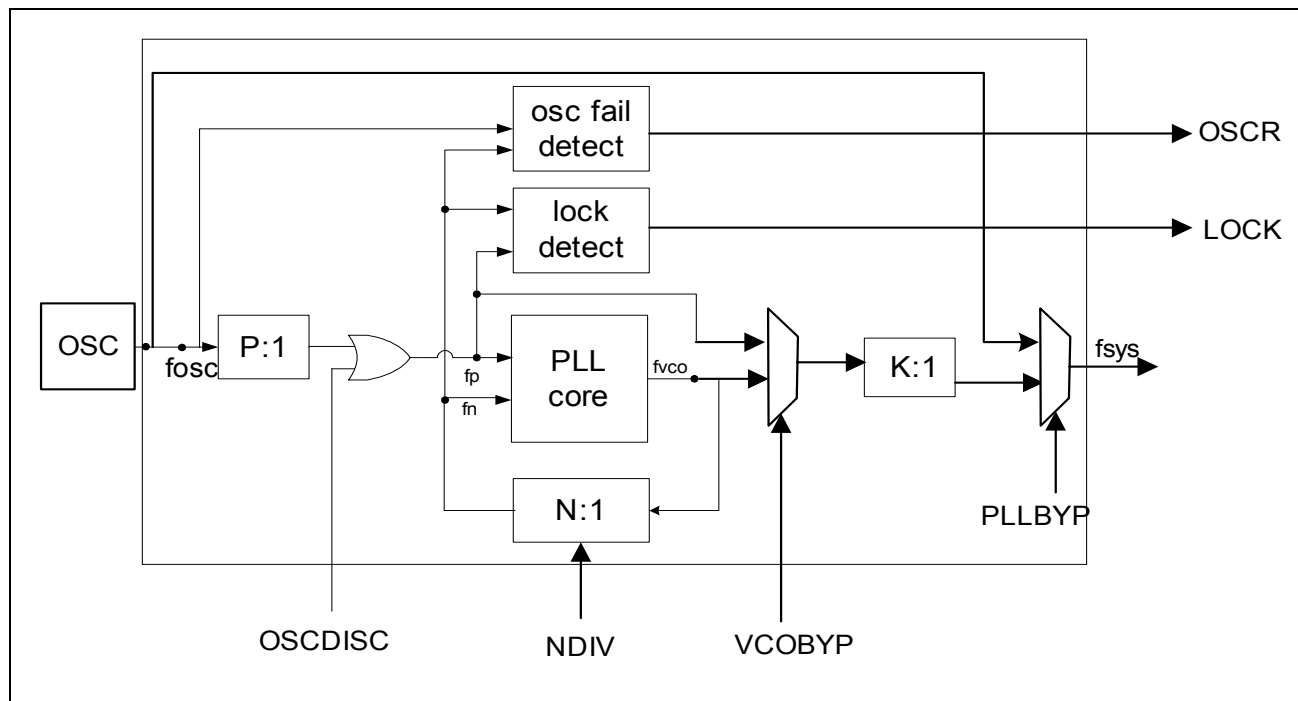 osc fail
detect
OSCR
lock
detect
LOCK
OSC
fosc
P:1
fp
fn
PLL
core
fvco
K:1
fsys
N:1
PLLBYP
OSCDISC
NDIV
VCOBYP